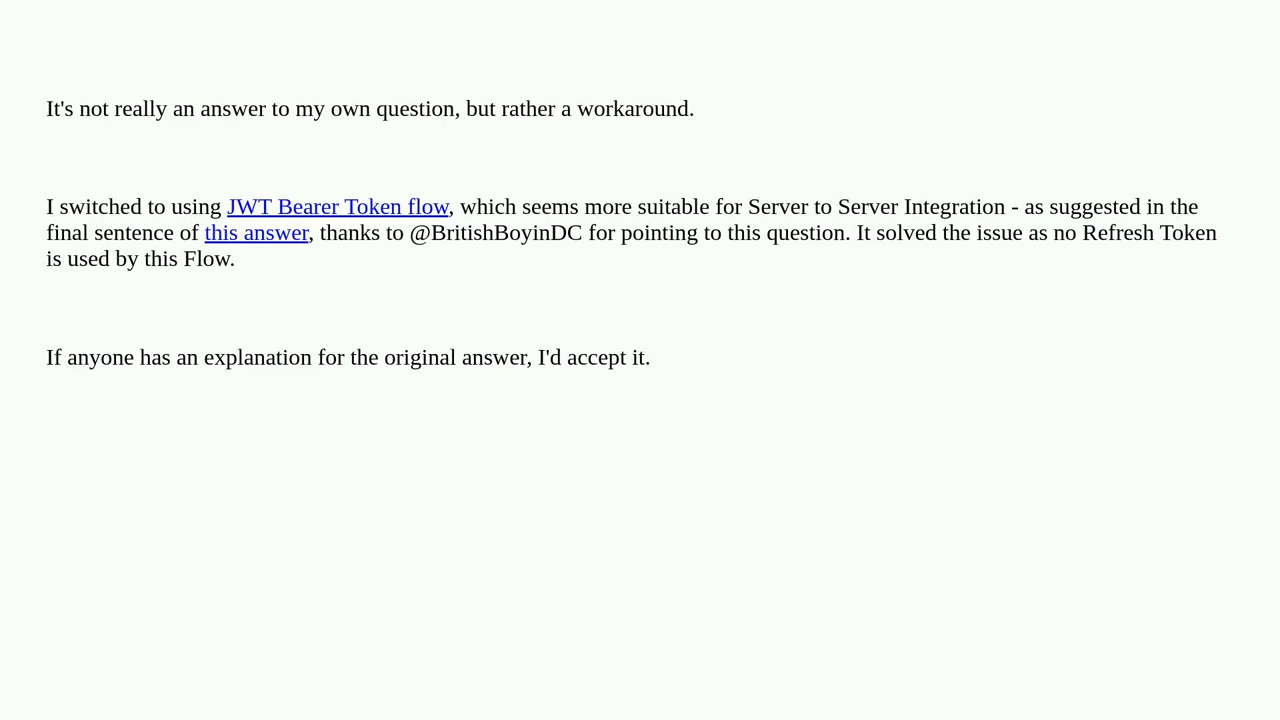 It's not really an answer to my own question, but rather a workaround.
I switched to using JWT Bearer Token flow, which seems more suitable for Server to Server Integration - as suggested in the
final sentence of this answer, thanks to @BritishBoyinDC for pointing to this question. It solved the issue as no Refresh Token
is used by this Flow.
If anyone has an explanation for the original answer, I'd accept it.